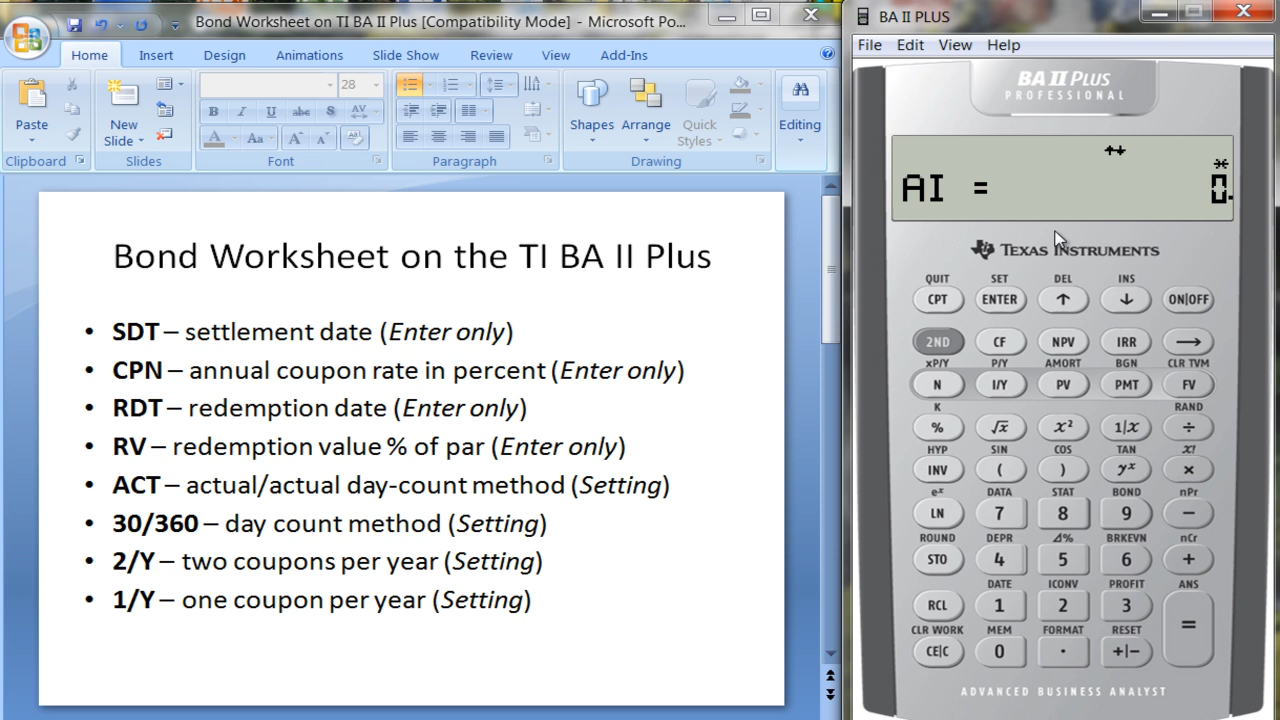 Bond Worksheet on TI BA II Plus [Compatibility Mode] - Microsoft Po...
Home Insert Design Animations Slide Show Review View Add-Ins
28
Paste New Slide Shapes Arrange Quick Styles Editing
B I U abc S AV
A Aa A A
Clipboard Slides Font Paragraph Drawing
Bond Worksheet on the TI BA II Plus
• SDT – settlement date (Enter only)
• CPN – annual coupon rate in percent (Enter only)
• RDT – redemption date (Enter only)
• RV – redemption value % of par (Enter only)
• ACT – actual/actual day-count method (Setting)
• 30/360 – day count method (Setting)
• 2/Y – two coupons per year (Setting)
• 1/Y – one coupon per year (Setting)
BA II PLUS
File Edit View Help
BA II PLUS
PROFESSIONAL
AI = 0.
TEXAS INSTRUMENTS
QUIT SET DEL INS
CPT ENTER ↑ ↓ ON|OFF
2ND CF NPV IRR →
xP/Y P/Y AMORT BGN CLR TVM
N I/Y PV PMT FV
K RAND
% √x x² 1/x ÷
HYP SIN COS TAN x!
INV ( ) yˣ ×
eˣ DATA STAT BOND nPr
LN 7 8 9 −
ROUND DEPR Δ% BRKEVN nCr
STO 4 5 6 +
DATE ICONV PROFIT ANS
RCL 1 2 3 =
CLR WORK MEM FORMAT RESET
CE|C 0 . +|−
ADVANCED BUSINESS ANALYST